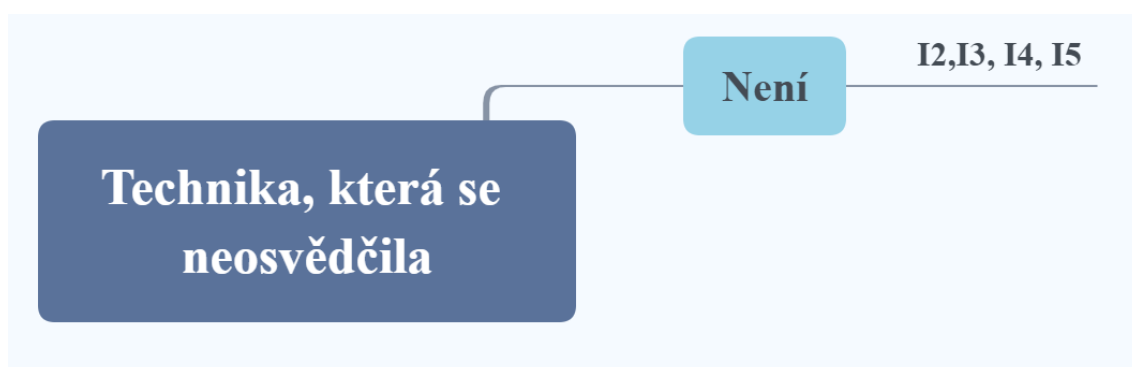 Technika, která se
neosvědčila
Není
I2,I3, I4, I5